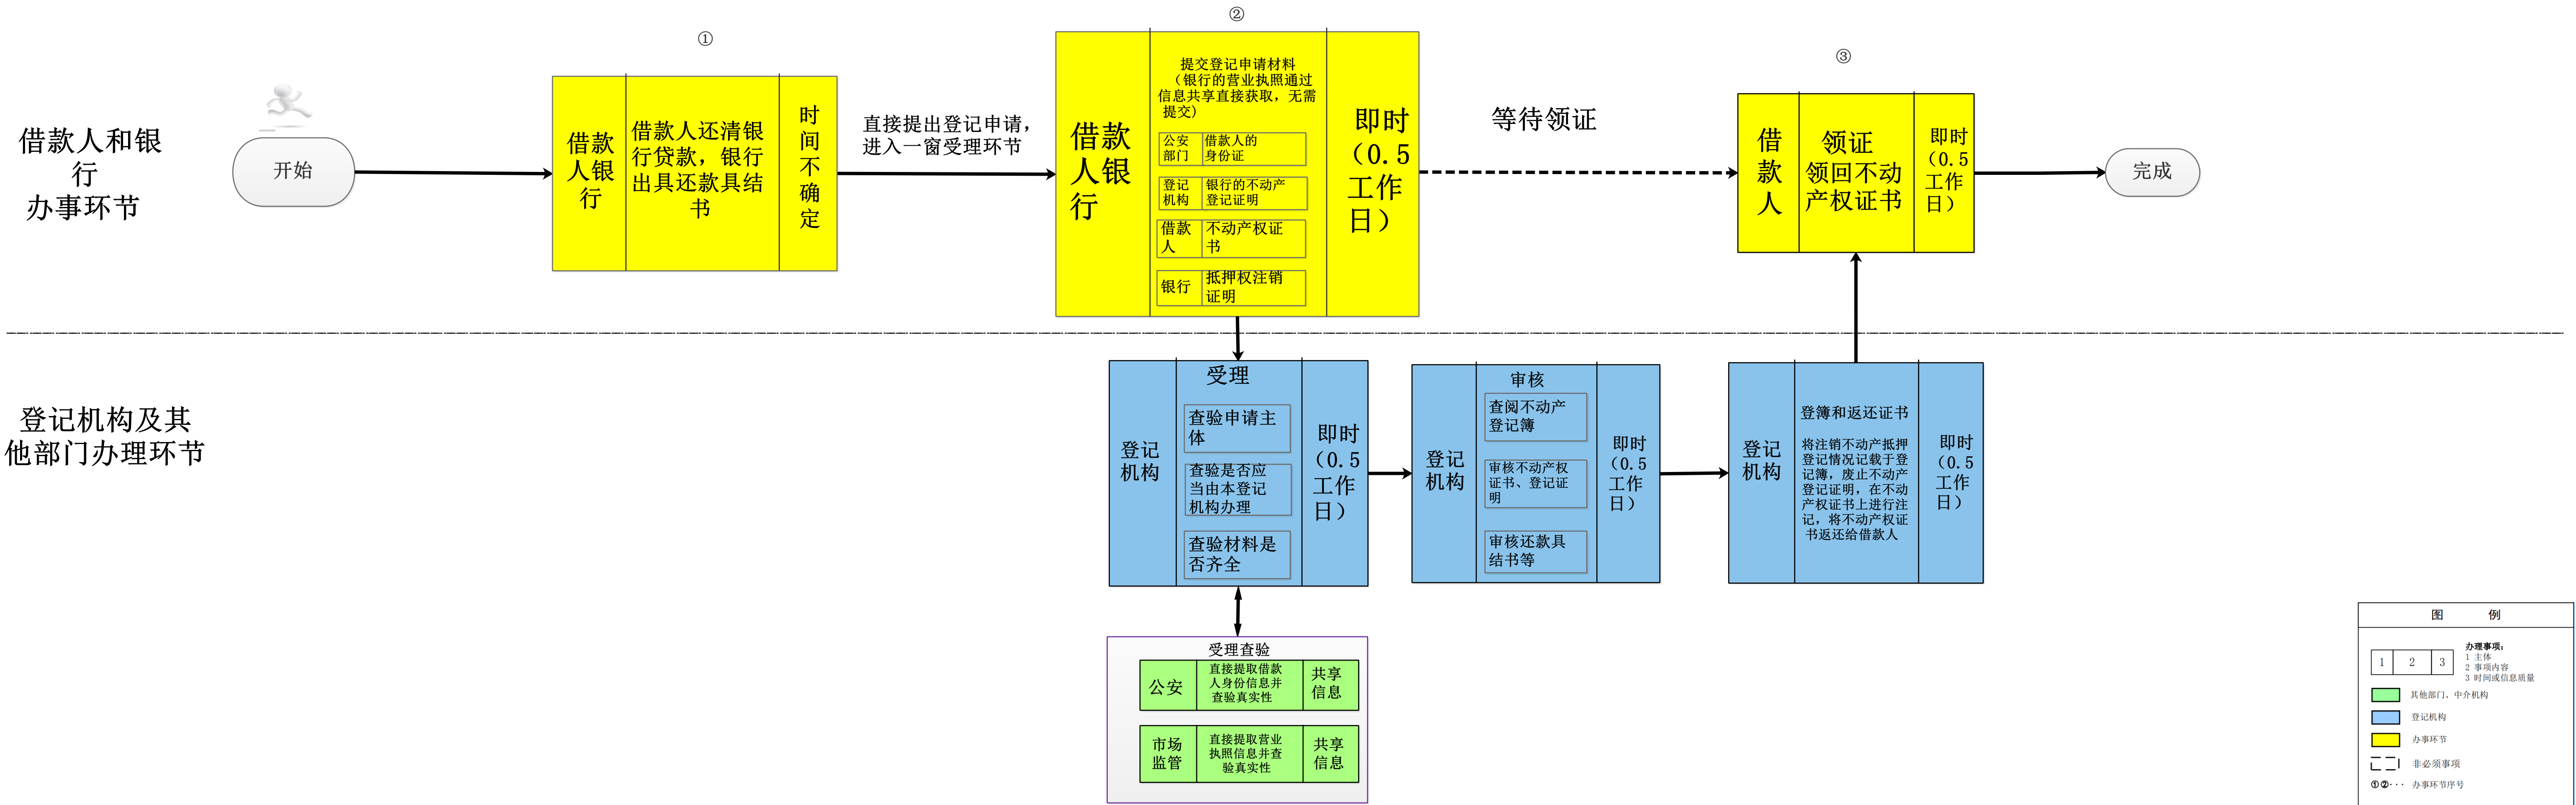 ①
②
③
借款人和银
行
办事环节
开始
借款
人银
行
借款人还清银
行贷款，银行
出具还款具结
书
时
间
不
确
定
直接提出登记申请，
进入一窗受理环节
借款
人银
行
提交登记申请材料
（银行的营业执照通过
信息共享直接获取，无需
提交）
公安
部门
借款人的
身份证
登记
机构
银行的不动产
登记证明
借款
人
不动产权证
书
银行
抵押权注销
证明
即时
（0.5
工作
日）
等待领证
借
款
人
领证
领回不动
产权证书
即时
（0.5
工作
日）
完成
登记机构及其
他部门办理环节
登记
机构
受理
查验申请主
体
查验是否应
当由本登记
机构办理
查验材料是
否齐全
即时
（0.5
工作
日）
登记
机构
审核
查阅不动产
登记簿
审核不动产权
证书、登记证
明
审核还款具
结书等
即时
（0.5
工作
日）
登记
机构
登簿和返还证书
将注销不动产抵押
登记情况记载于登
记簿，废止不动产
登记证明，在不动
产权证书上进行注
记，将不动产权证
书返还给借款人
即时
（0.5
工作
日）
受理查验
公安
直接提取借款
人身份信息并
查验真实性
共享
信息
市场
监管
直接提取营业
执照信息并查
验真实性
共享
信息
图 例
1 2 3
办理事项：
1 主体
2 事项内容
3 时间或信息质量
其他部门、中介机构
登记机构
办事环节
非必须事项
①②··· 办事环节序号